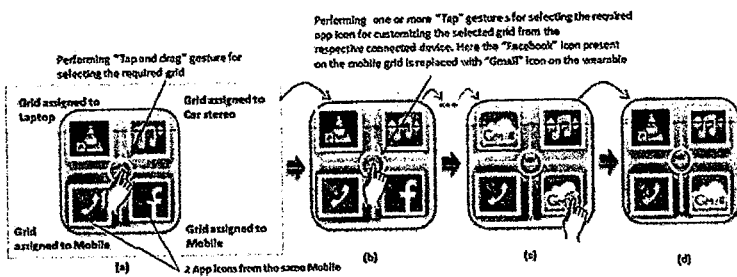 Performing "Tap and drag" gesture for
selecting the required grid
Performing one or more "Tap" gestures for selecting the required
app icon for customizing the selected grid from the
respective connected device. Here the "Facebook" icon present
on the mobile grid is replaced with "Gmail" icon on the wearable
Grid assigned to
Laptop
Grid assigned to
Car stereo
Grid
assigned to Mobile
Grid assigned to
Mobile
2 App icons from the same Mobile
f
f
Gmail
Gmail
Gmail
(a)
(b)
(c)
(d)